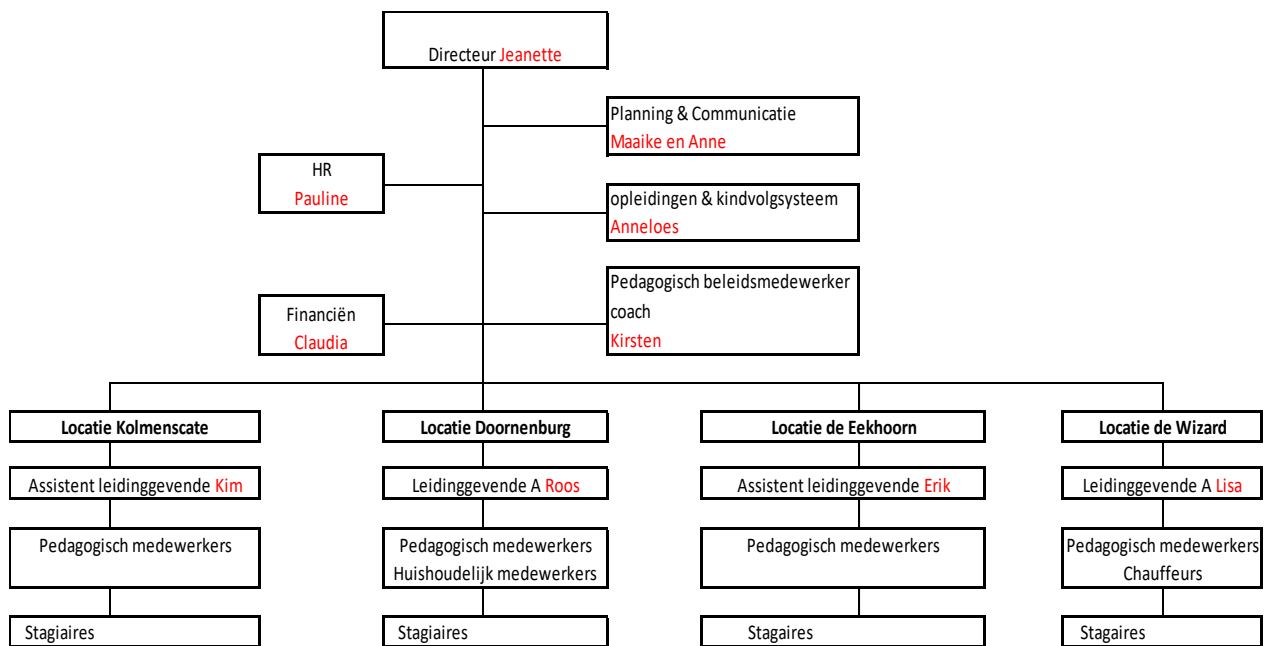 Directeur Jeanette
Planning & Communicatie
Maaike en Anne
HR
Pauline
opleidingen & kindvolgsysteem
Anneloes
Pedagogisch beleidsmedewerker
coach
Kirsten
Financiën
Claudia
Locatie Kolmenscate
Locatie Doornenburg
Locatie de Eekhoorn
Locatie de Wizard
Assistent leidinggevende Kim
Leidinggevende A Roos
Assistent leidinggevende Erik
Leidinggevende A Lisa
Pedagogisch medewerkers
Pedagogisch medewerkers
Huishoudelijk medewerkers
Pedagogisch medewerkers
Pedagogisch medewerkers
Chauffeurs
Stagiaires
Stagiaires
Stagaires
Stagaires